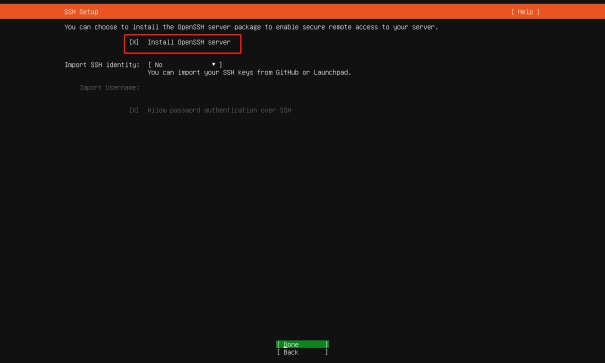 SSH Setup [ Help ]
You can choose to install the OpenSSH server package to enable secure remote access to your server.
[X] Install OpenSSH server
Import SSH identity: [ No ▾ ]
You can import your SSH keys from GitHub or Launchpad.
Import Username:
[X] Allow password authentication over SSH
[ Done ]
[ Back ]